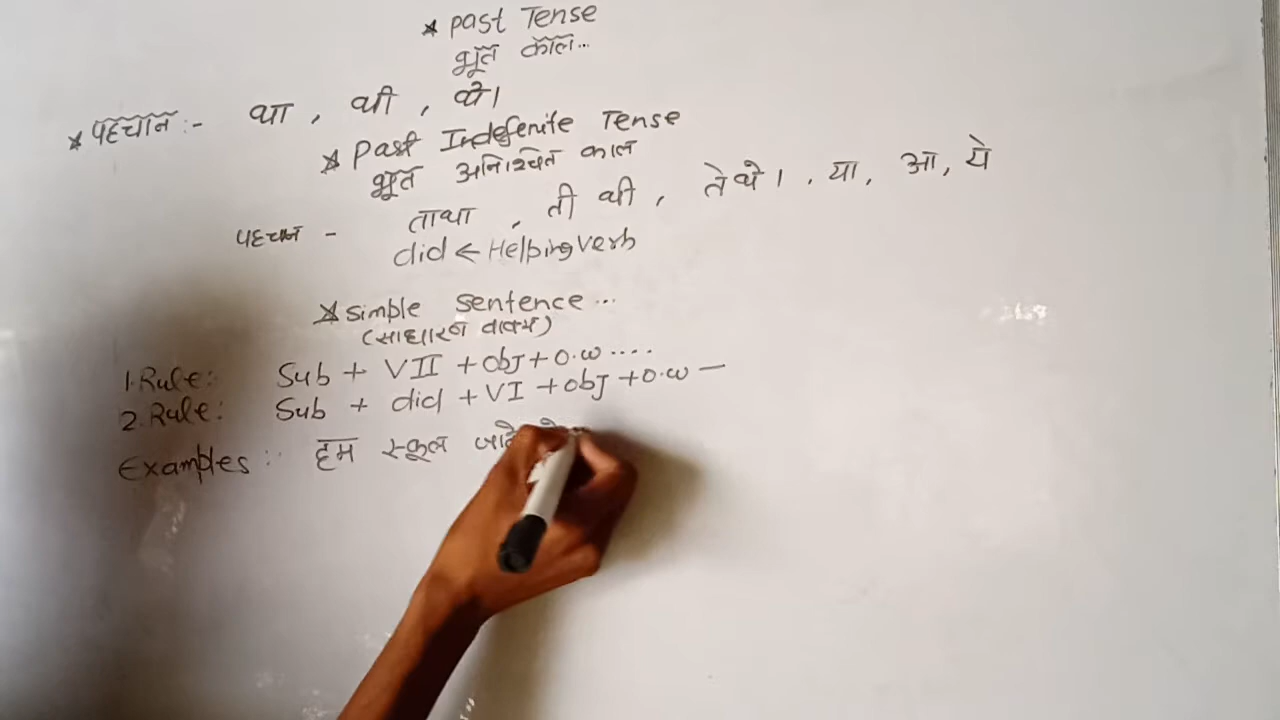 * Past Tense
भूत काल...
* पहचान :- था , थी , थे।
* Past Indefenite Tense
भूत अनिश्चित काल
पहचान - ता था , ती थी , ते थे। , या, आ, ये
did ← Helping verb
* Simple Sentence...
(साधारण वाक्य)
1. Rule: Sub + VII + obj + o.w ....
2. Rule: Sub + did + VI + obj + o.w —
Examples :: हम स्कूल जाते